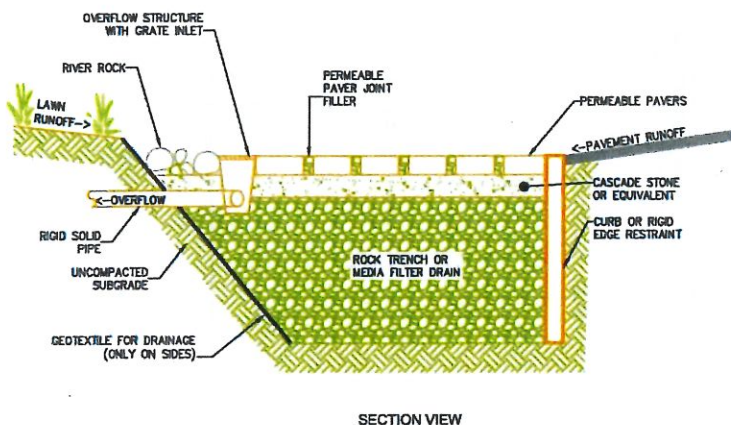 OVERFLOW STRUCTURE
WITH GRATE INLET
RIVER ROCK
PERMEABLE
PAVER JOINT
FILLER
LAWN
RUNOFF→
PERMEABLE PAVERS
←PAVEMENT RUNOFF
CASCADE STONE
OR EQUIVALENT
←OVERFLOW
CURB OR RIGID
EDGE RESTRAINT
RIGID SOLID
PIPE
ROCK TRENCH OR
MEDIA FILTER DRAIN
UNCOMPACTED
SUBGRADE
GEOTEXTILE FOR DRAINAGE
(ONLY ON SIDES)
SECTION VIEW